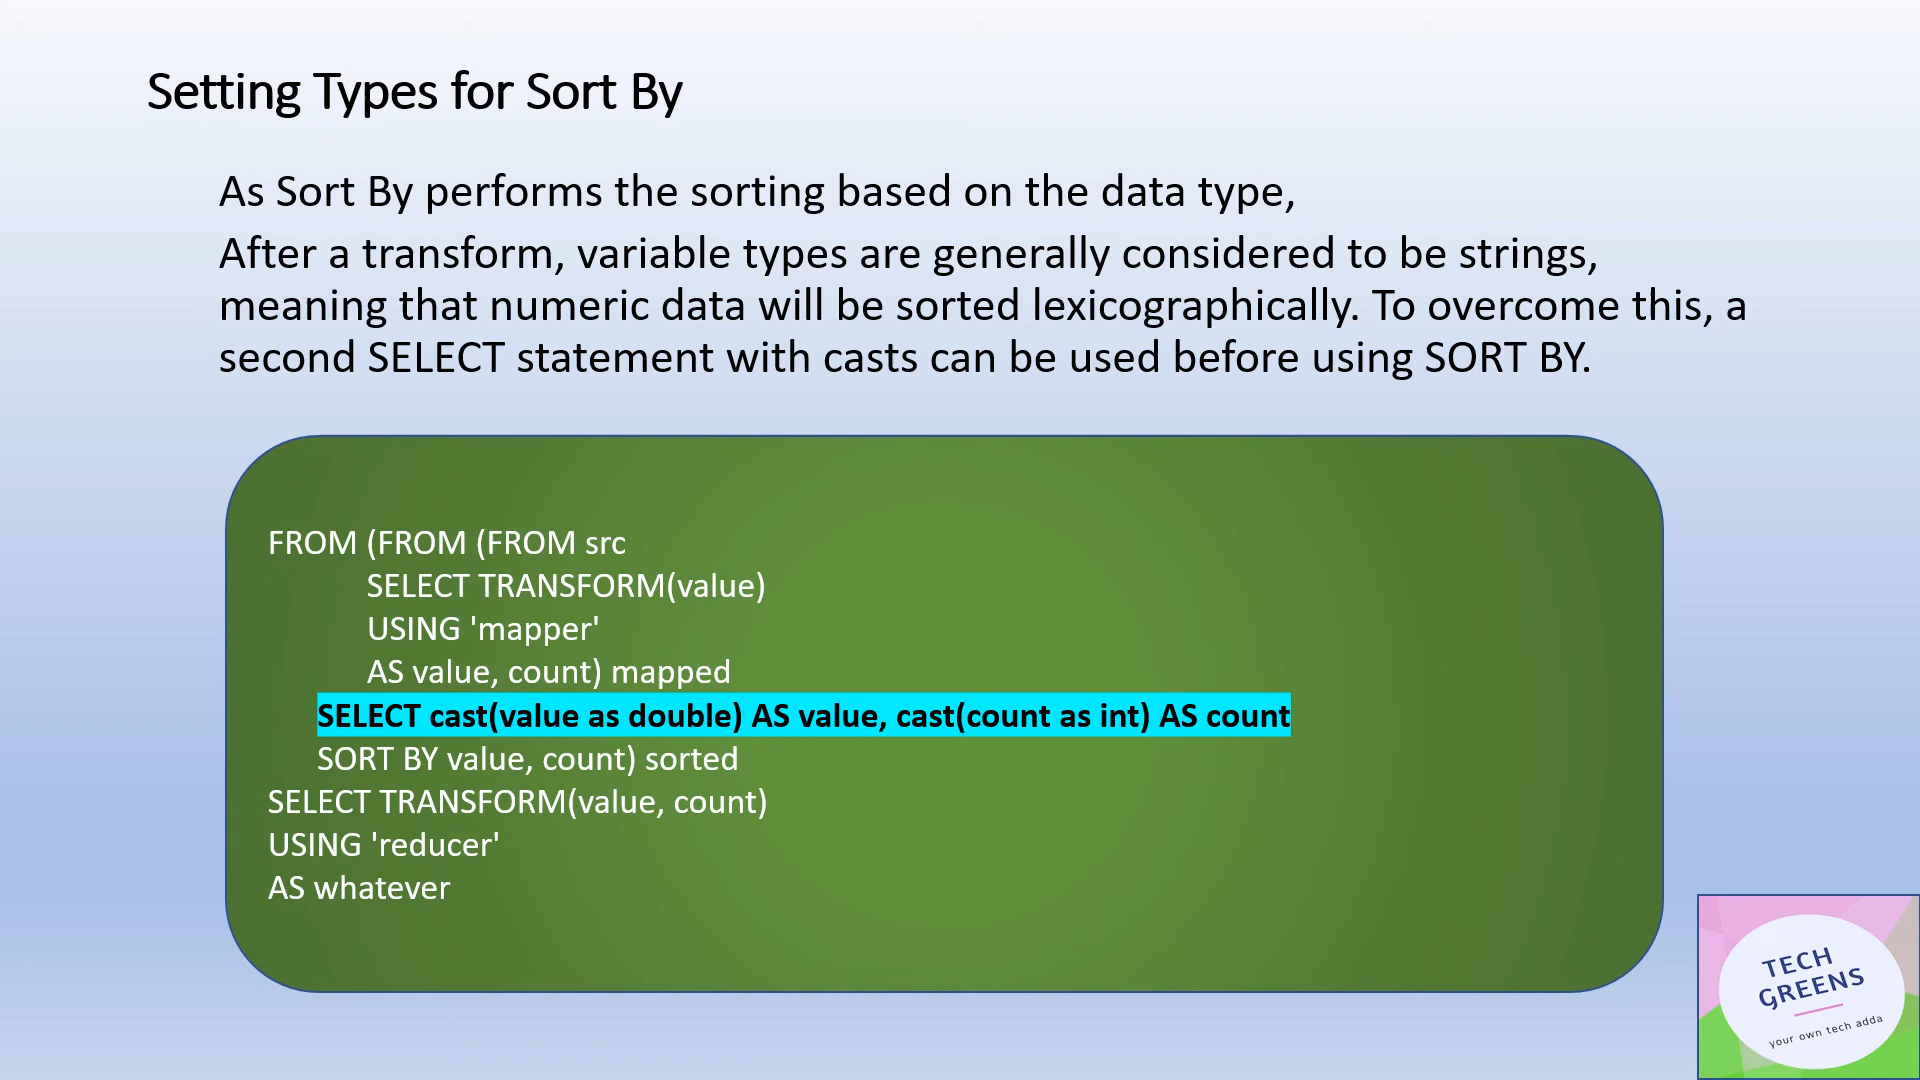 Setting Types for Sort By
As Sort By performs the sorting based on the data type,
After a transform, variable types are generally considered to be strings,
meaning that numeric data will be sorted lexicographically. To overcome this, a
second SELECT statement with casts can be used before using SORT BY.
FROM (FROM (FROM src
SELECT TRANSFORM(value)
USING 'mapper'
AS value, count) mapped
SELECT cast(value as double) AS value, cast(count as int) AS count
SORT BY value, count) sorted
SELECT TRANSFORM(value, count)
USING 'reducer'
AS whatever
TECH
GREENS
your own tech adda